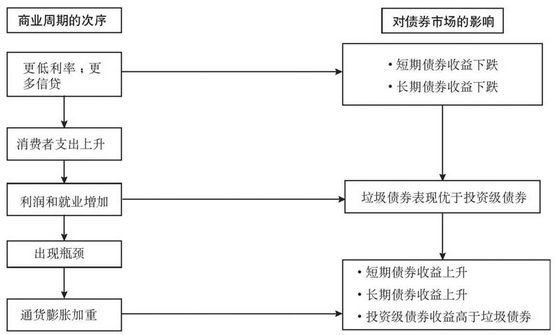 商业周期的次序
对债券市场的影响
更低利率;更
多信贷
•短期债券收益下跌
•长期债券收益下跌
消费者支出上升
利润和就业增加
垃圾债券表现优于投资级债券
出现瓶颈
通货膨胀加重
•短期债券收益上升
•长期债券收益上升
•投资级债券收益高于垃圾债券